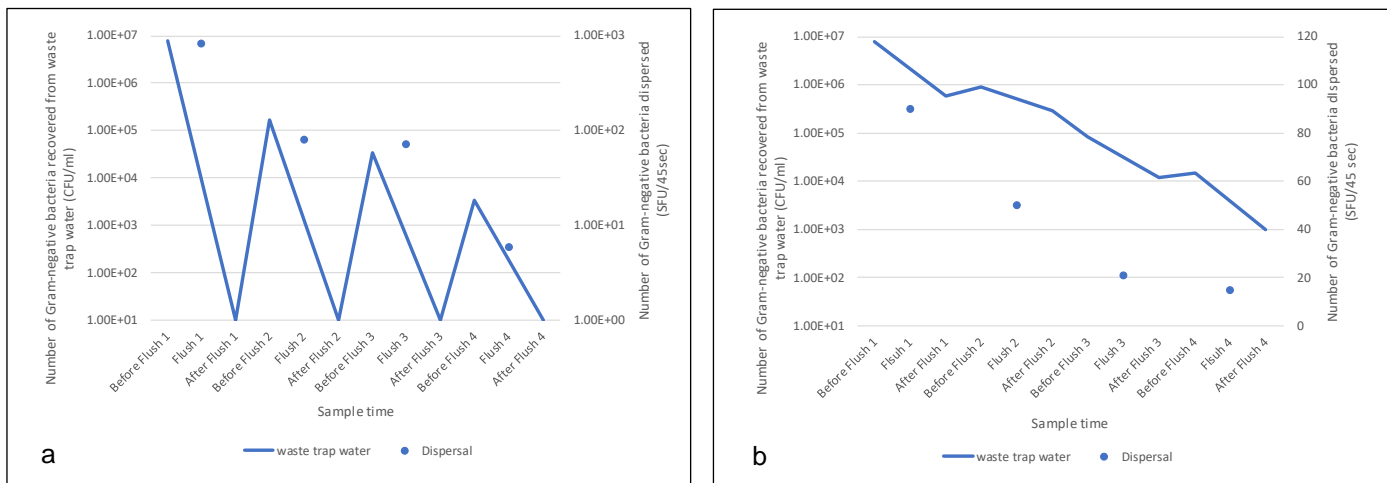 Number of Gram-negative bacteria recovered from waste
trap water (CFU/ml)
1.00E+07
1.00E+06
1.00E+05
1.00E+04
1.00E+03
1.00E+02
1.00E+01
1.00E+03
1.00E+02
1.00E+01
1.00E+00
Number of Gram-negative bacteria dispersed
(SFU/45sec)
Before Flush 1
Flush 1
After Flush 1
Before Flush 2
Flush 2
After Flush 2
Before Flush 3
Flush 3
After Flush 3
Before Flush 4
Flush 4
After Flush 4
Sample time
waste trap water
Dispersal
a
Number of Gram-negative bacteria recovered from waste
trap water (CFU/ml)
1.00E+07
1.00E+06
1.00E+05
1.00E+04
1.00E+03
1.00E+02
1.00E+01
120
100
80
60
40
20
0
Number of Gram-negative bacteria dispersed
(SFU/45 sec)
Before Flush 1
Flsuh 1
After Flush 1
Before Flush 2
Flush 2
After Flush 2
Before Flush 3
Flush 3
After Flush 3
Before Flush 4
Flsuh 4
After Flush 4
Sample time
waste trap water
Dispersal
b